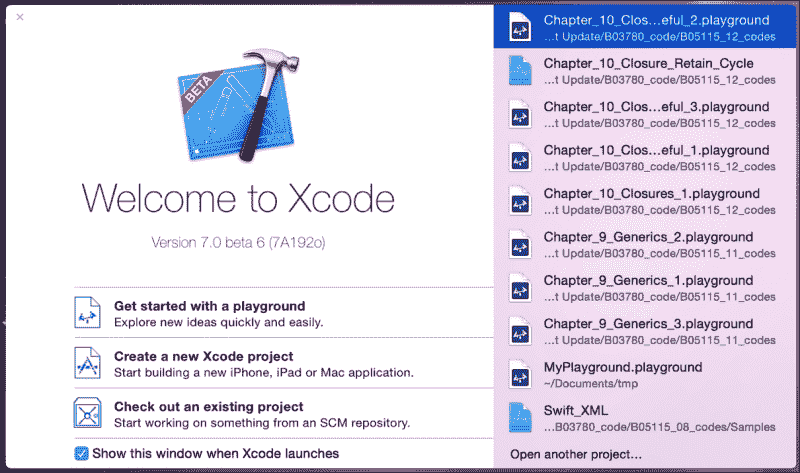 BETA
Welcome to Xcode
Version 7.0 beta 6 (7A192o)
Get started with a playground
Explore new ideas quickly and easily.
Create a new Xcode project
Start building a new iPhone, iPad or Mac application.
Check out an existing project
Start working on something from an SCM repository.
Show this window when Xcode launches
Chapter_10_Clos...eful_2.playground
...t Update/B03780_code/B05115_12_codes
Chapter_10_Closure_Retain_Cycle
...t Update/B03780_code/B05115_12_codes
Chapter_10_Clos...eful_3.playground
...t Update/B03780_code/B05115_12_codes
Chapter_10_Clos...eful_1.playground
...t Update/B03780_code/B05115_12_codes
Chapter_10_Closures_1.playground
...t Update/B03780_code/B05115_12_codes
Chapter_9_Generics_2.playground
...t Update/B03780_code/B05115_11_codes
Chapter_9_Generics_1.playground
...t Update/B03780_code/B05115_11_codes
Chapter_9_Generics_3.playground
...t Update/B03780_code/B05115_11_codes
MyPlayground.playground
~/Documents/tmp
Swift_XML
...B03780_code/B05115_08_codes/Samples
Open another project...